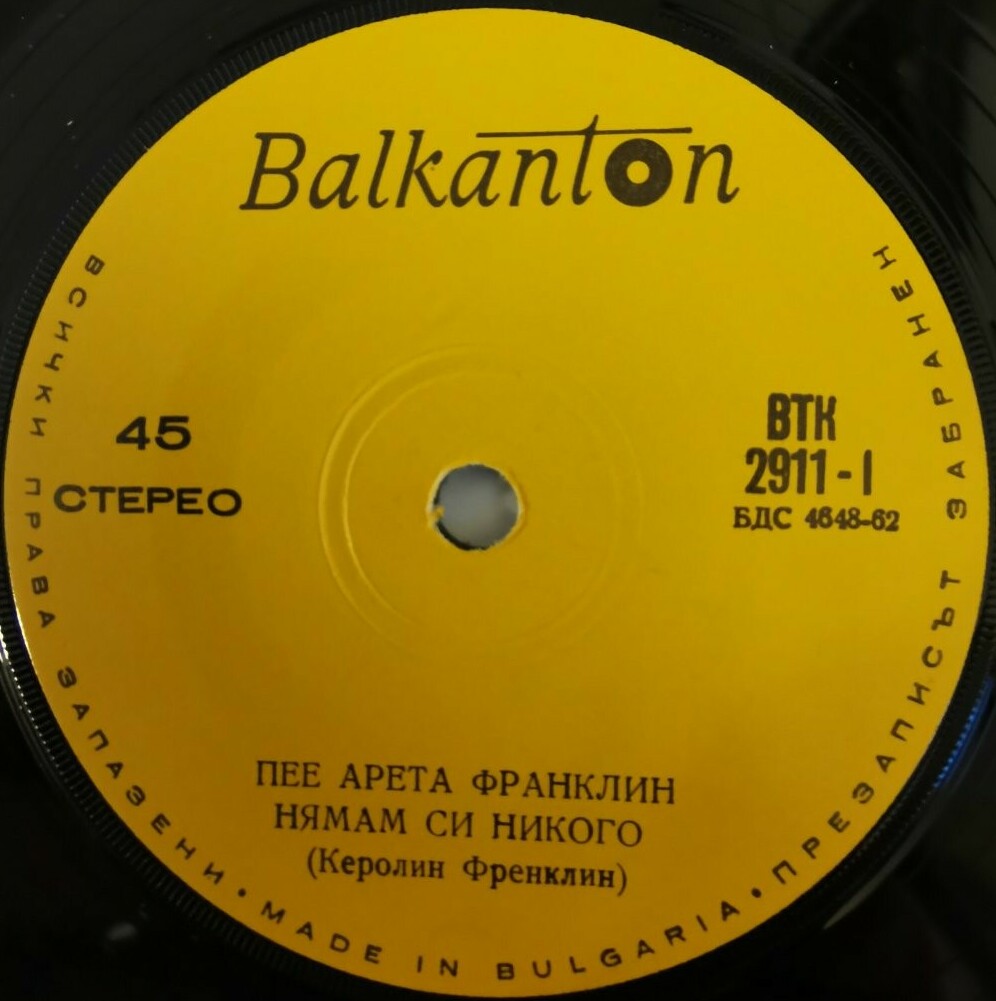 Balkanton
45
СТЕРЕО
ВТК
2911-I
БДС 4648-62
ПЕЕ АРЕТА ФРАНКЛИН
НЯМАМ СИ НИКОГО
(Керолин Френклин)
ВСИЧКИ ПРАВА ЗАПАЗЕНИ • MADE IN BULGARIA • ПРЕЗАПИСЪТ ЗАБРАНЕН